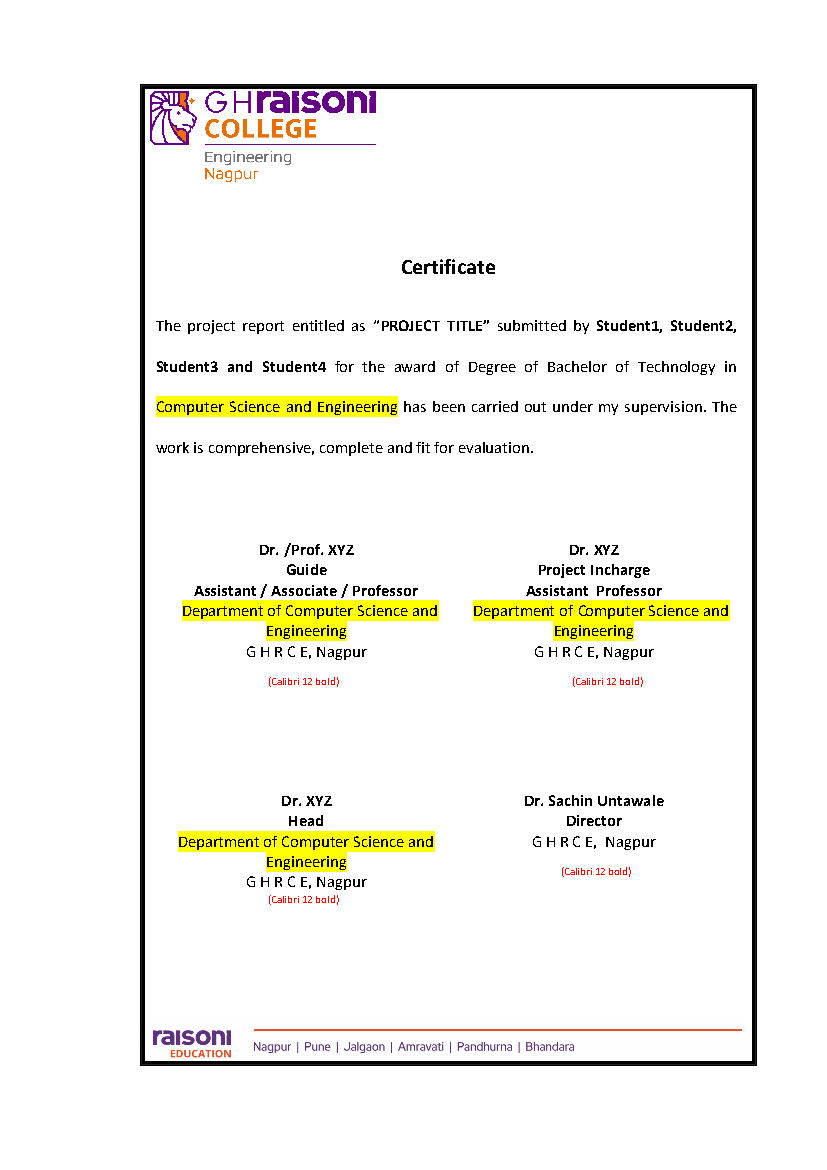 GHraisoni
COLLEGE
Engineering
Nagpur
Certificate
The project report entitled as “PROJECT TITLE” submitted by Student1, Student2,
Student3 and Student4 for the award of Degree of Bachelor of Technology in
Computer Science and Engineering has been carried out under my supervision. The
work is comprehensive, complete and fit for evaluation.
Dr. /Prof. XYZ
Guide
Assistant / Associate / Professor
Department of Computer Science and
Engineering
G H R C E, Nagpur
(Calibri 12 bold)
Dr. XYZ
Project Incharge
Assistant Professor
Department of Computer Science and
Engineering
G H R C E, Nagpur
(Calibri 12 bold)
Dr. XYZ
Head
Department of Computer Science and
Engineering
G H R C E, Nagpur
(Calibri 12 bold)
Dr. Sachin Untawale
Director
G H R C E, Nagpur
(Calibri 12 bold)
raisoni
EDUCATION
Nagpur | Pune | Jalgaon | Amravati | Pandhurna | Bhandara